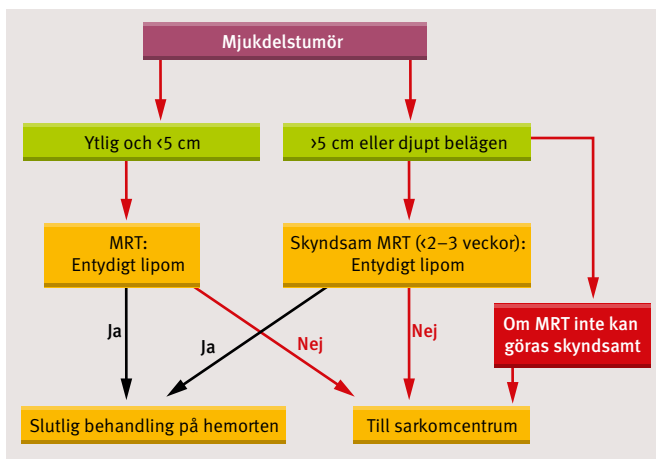 Mjukdelstumör
Ytlig och <5 cm
>5 cm eller djupt belägen
MRT:
Entydigt lipom
Skyndsam MRT (<2–3 veckor):
Entydigt lipom
Om MRT inte kan
göras skyndsamt
Ja
Ja
Nej
Nej
Slutlig behandling på hemorten
Till sarkomcentrum